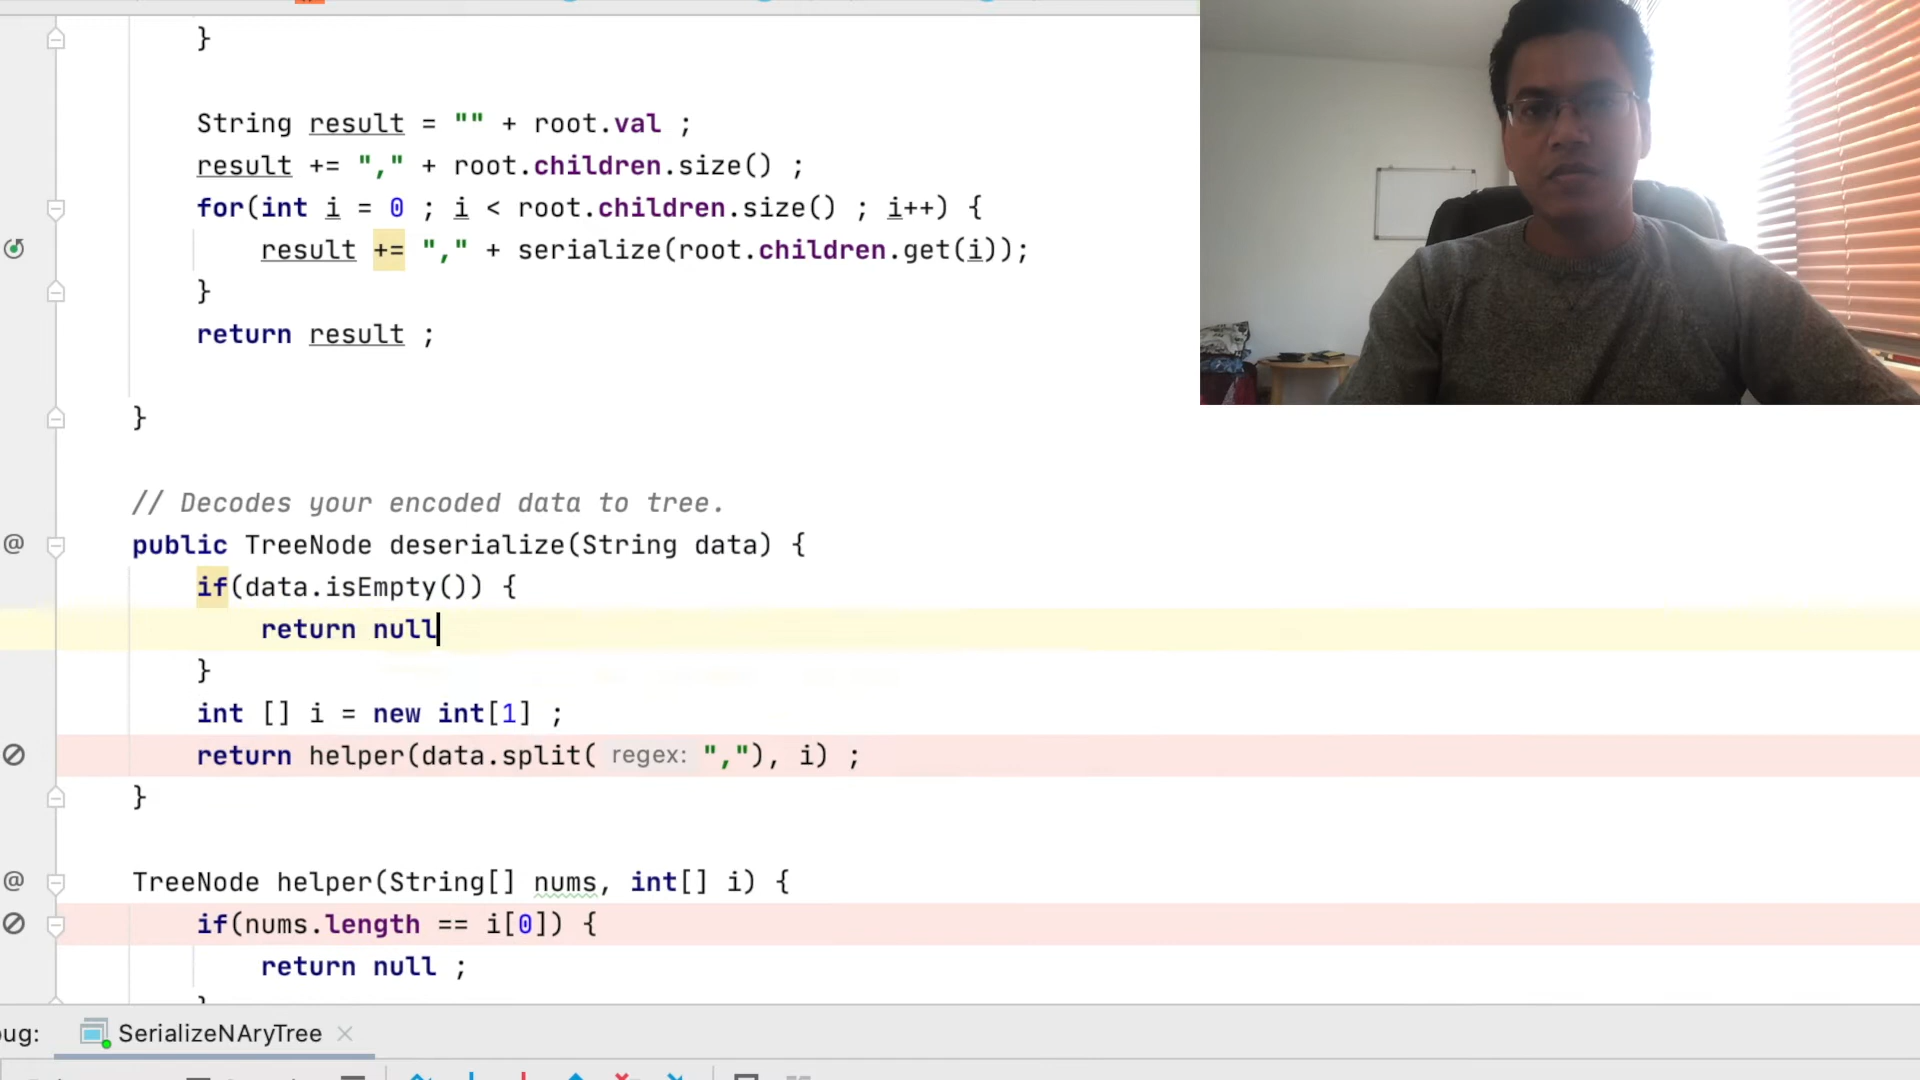 }
String result = "" + root.val ;
result += "," + root.children.size() ;
for(int i = 0 ; i < root.children.size() ; i++) {
result += "," + serialize(root.children.get(i));
}
return result ;
}
// Decodes your encoded data to tree.
@ public TreeNode deserialize(String data) {
if(data.isEmpty()) {
return null
}
int [] i = new int[1] ;
return helper(data.split( regex: ","), i) ;
}
@ TreeNode helper(String[] nums, int[] i) {
if(nums.length == i[0]) {
return null ;
}
SerializeNAryTree